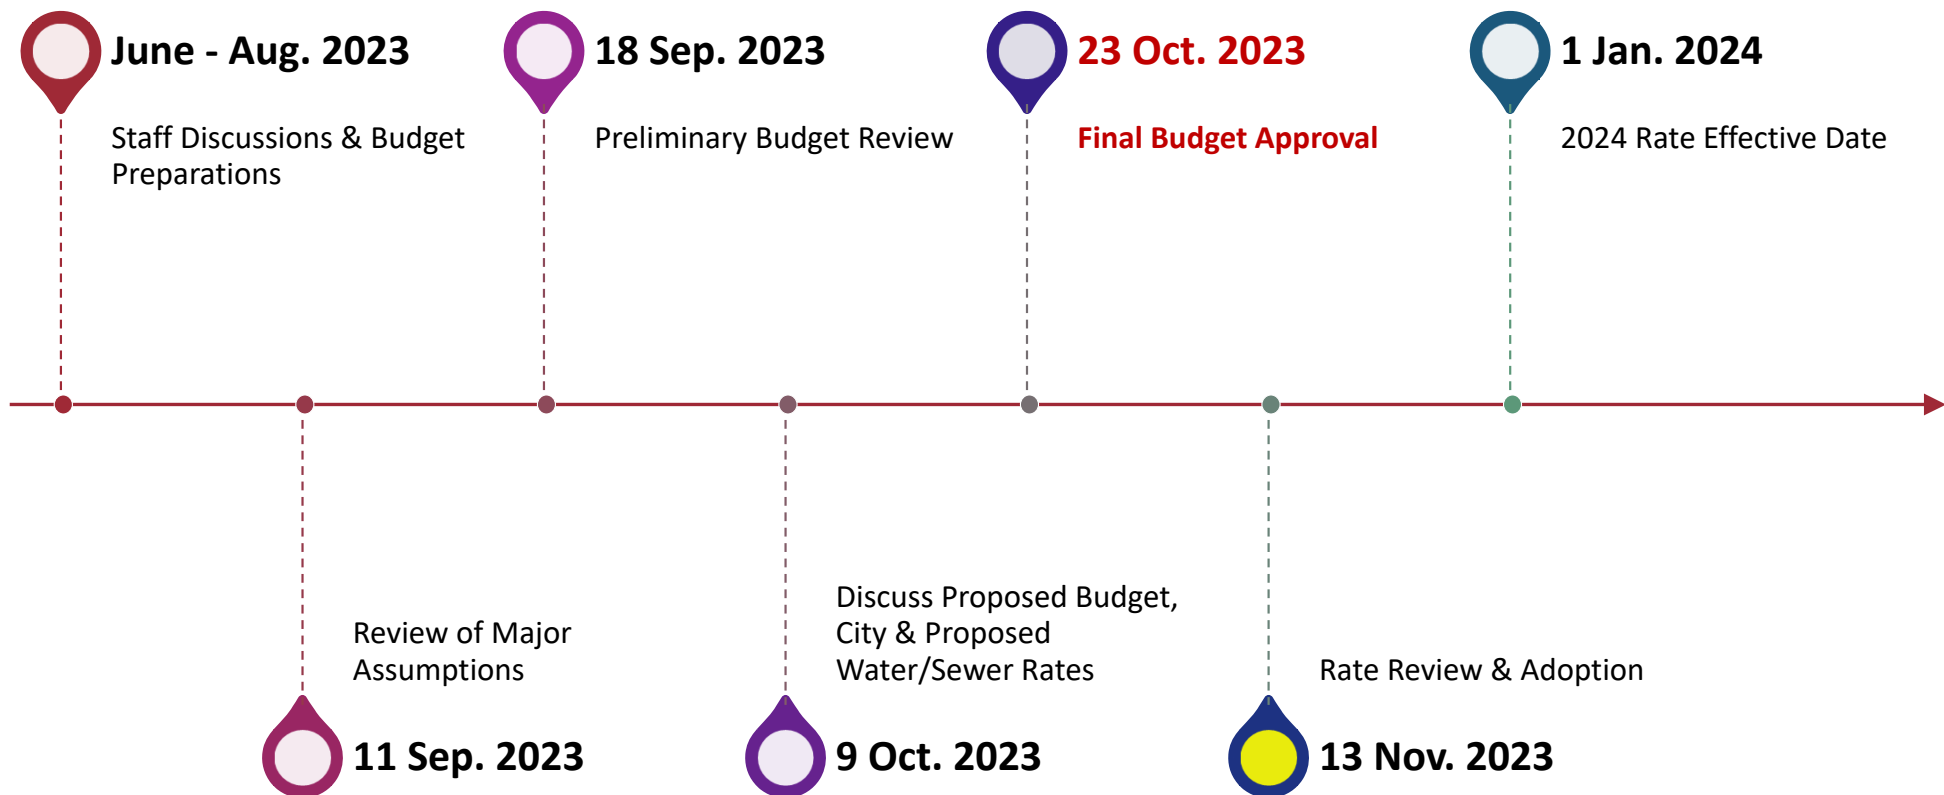 June - Aug. 2023
Staff Discussions & Budget
Preparations
18 Sep. 2023
Preliminary Budget Review
23 Oct. 2023
Final Budget Approval
1 Jan. 2024
2024 Rate Effective Date
Review of Major
Assumptions
11 Sep. 2023
Discuss Proposed Budget,
City & Proposed
Water/Sewer Rates
9 Oct. 2023
Rate Review & Adoption
13 Nov. 2023